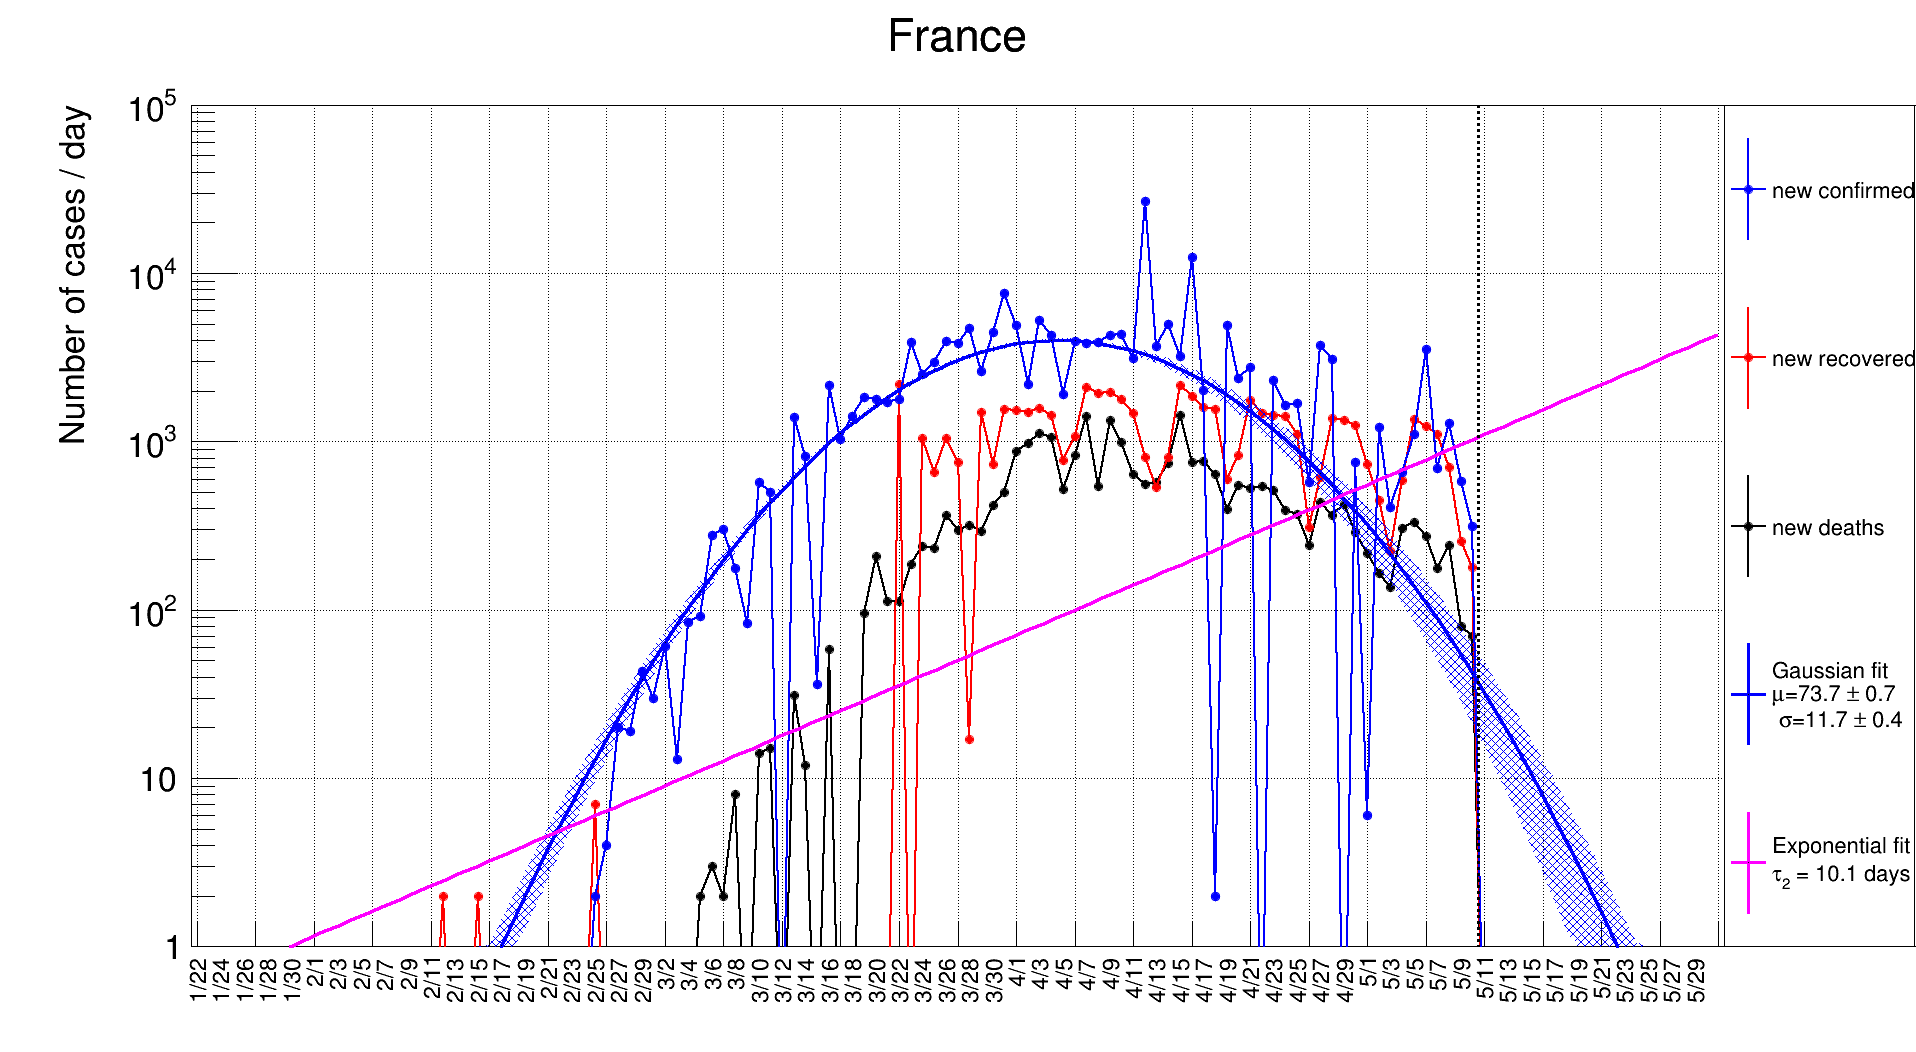 France
Number of cases / day
10^5
10^4
10^3
10^2
10
1
1/22 1/24 1/26 1/28 1/30 2/1 2/3 2/5 2/7 2/9 2/11 2/13 2/15 2/17 2/19 2/21 2/23 2/25 2/27 2/29 3/2 3/4 3/6 3/8 3/10 3/12 3/14 3/16 3/18 3/20 3/22 3/24 3/26 3/28 3/30 4/1 4/3 4/5 4/7 4/9 4/11 4/13 4/15 4/17 4/19 4/21 4/23 4/25 4/27 4/29 5/1 5/3 5/5 5/7 5/9 5/11 5/13 5/15 5/17 5/19 5/21 5/23 5/25 5/27 5/29
new confirmed
new recovered
new deaths
Gaussian fit
μ=73.7 ± 0.7
σ=11.7 ± 0.4
Exponential fit
τ₂ = 10.1 days